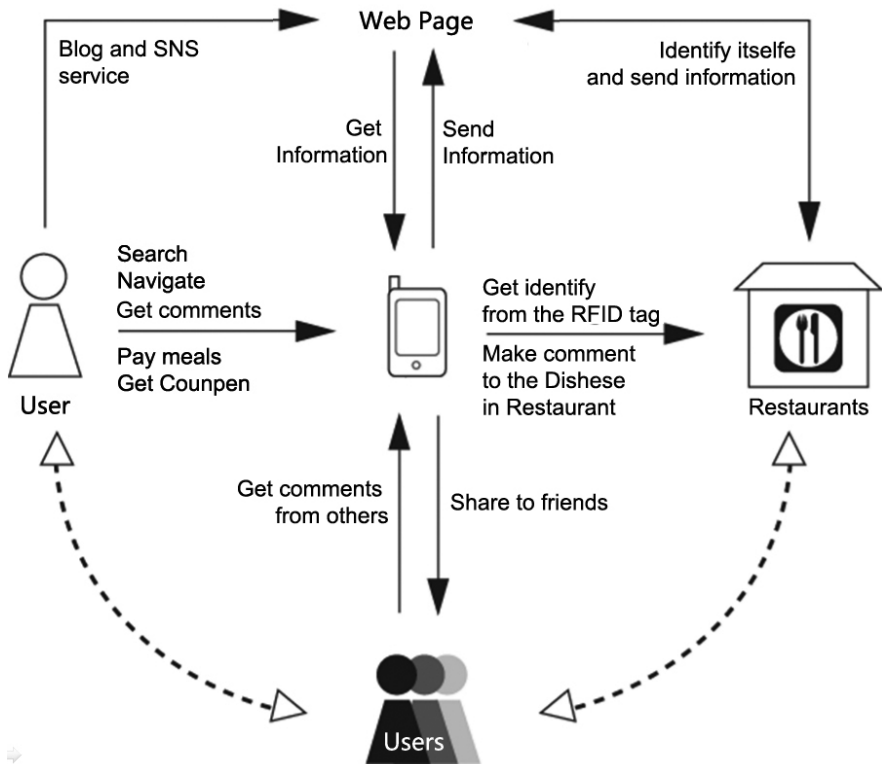 Web Page
Blog and SNS
service
Identify itselfe
and send information
Get
Information
Send
Information
Search
Navigate
Get comments
Pay meals
Get Counpen
User
Get identify
from the RFID tag
Make comment
to the Dishese
in Restaurant
Restaurants
Get comments
from others
Share to friends
Users